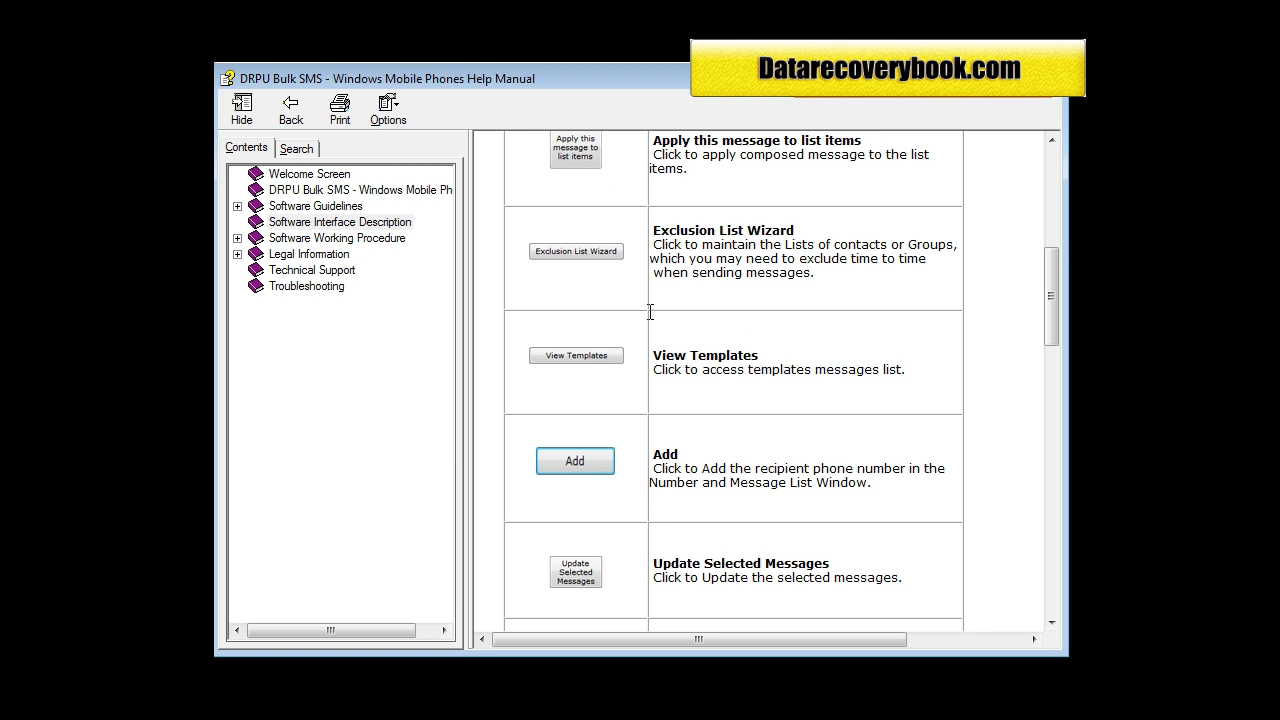 Datarecoverybook.com
DRPU Bulk SMS - Windows Mobile Phones Help Manual
Hide
Back
Print
Options
Contents
Search
Welcome Screen
DRPU Bulk SMS - Windows Mobile Ph
Software Guidelines
Software Interface Description
Software Working Procedure
Legal Information
Technical Support
Troubleshooting
Apply this
message to
list items
Apply this message to list items
Click to apply composed message to the list
items.
Exclusion List Wizard
Exclusion List Wizard
Click to maintain the Lists of contacts or Groups,
which you may need to exclude time to time
when sending messages.
View Templates
View Templates
Click to access templates messages list.
Add
Add
Click to Add the recipient phone number in the
Number and Message List Window.
Update
Selected
Messages
Update Selected Messages
Click to Update the selected messages.